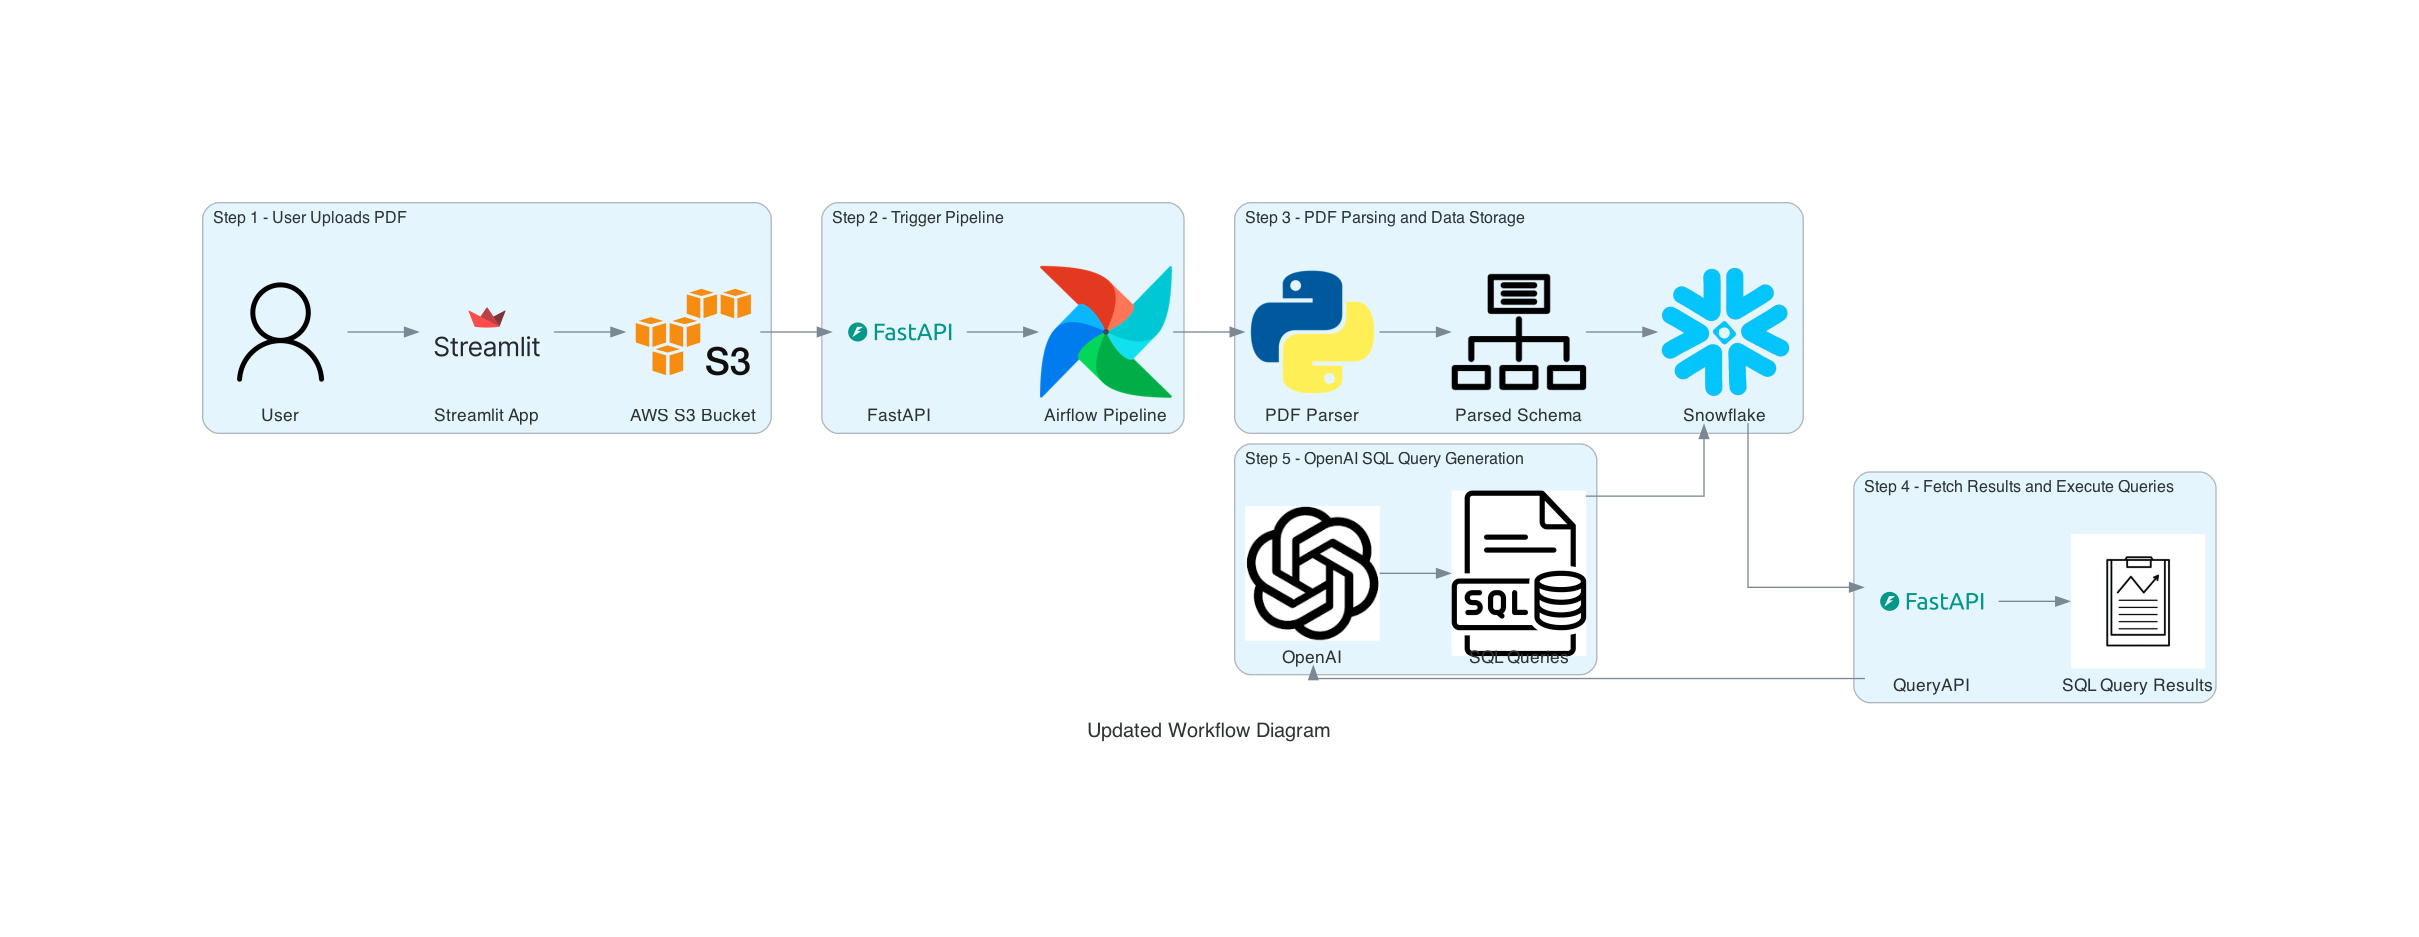 Step 1 - User Uploads PDF
Streamlit
S3
User
Streamlit App
AWS S3 Bucket
Step 2 - Trigger Pipeline
FastAPI
FastAPI
Airflow Pipeline
Step 3 - PDF Parsing and Data Storage
PDF Parser
Parsed Schema
Snowflake
Step 5 - OpenAI SQL Query Generation
SQL
OpenAI
SQL Queries
Step 4 - Fetch Results and Execute Queries
FastAPI
QueryAPI
SQL Query Results
Updated Workflow Diagram